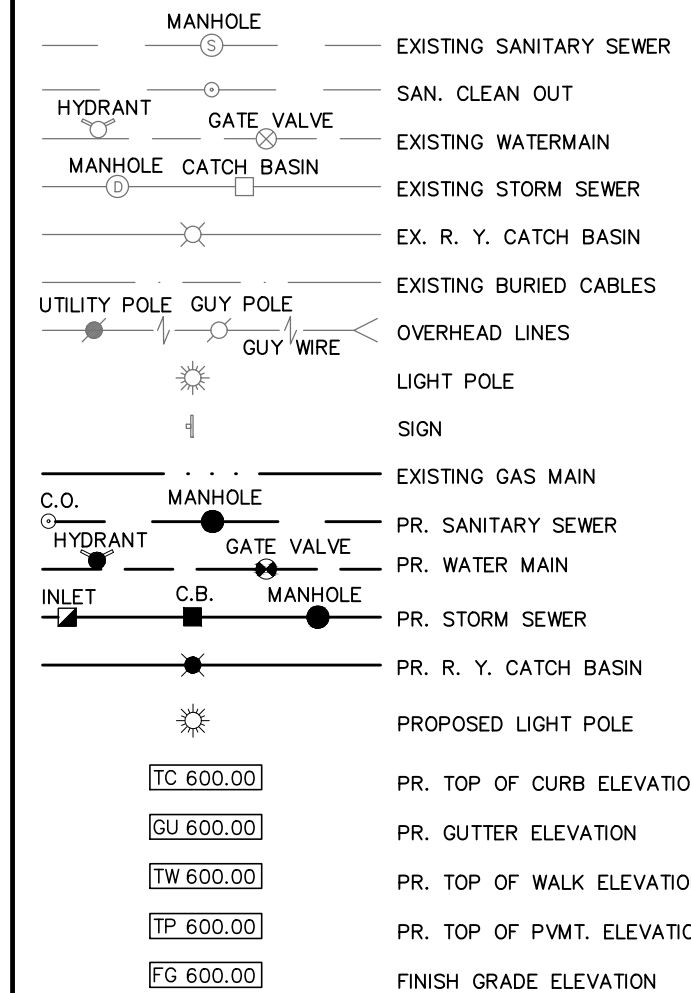 MANHOLE
S EXISTING SANITARY SEWER
SAN. CLEAN OUT
HYDRANT GATE VALVE
EXISTING WATERMAIN
MANHOLE CATCH BASIN
D EXISTING STORM SEWER
EX. R. Y. CATCH BASIN
EXISTING BURIED CABLES
UTILITY POLE GUY POLE
OVERHEAD LINES
GUY WIRE
LIGHT POLE
SIGN
EXISTING GAS MAIN
C.O. MANHOLE
PR. SANITARY SEWER
HYDRANT GATE VALVE
PR. WATER MAIN
INLET C.B. MANHOLE
PR. STORM SEWER
PR. R. Y. CATCH BASIN
PROPOSED LIGHT POLE
TC 600.00 PR. TOP OF CURB ELEVATIO
GU 600.00 PR. GUTTER ELEVATION
TW 600.00 PR. TOP OF WALK ELEVATIO
TP 600.00 PR. TOP OF PVMT. ELEVATIO
FG 600.00 FINISH GRADE ELEVATION